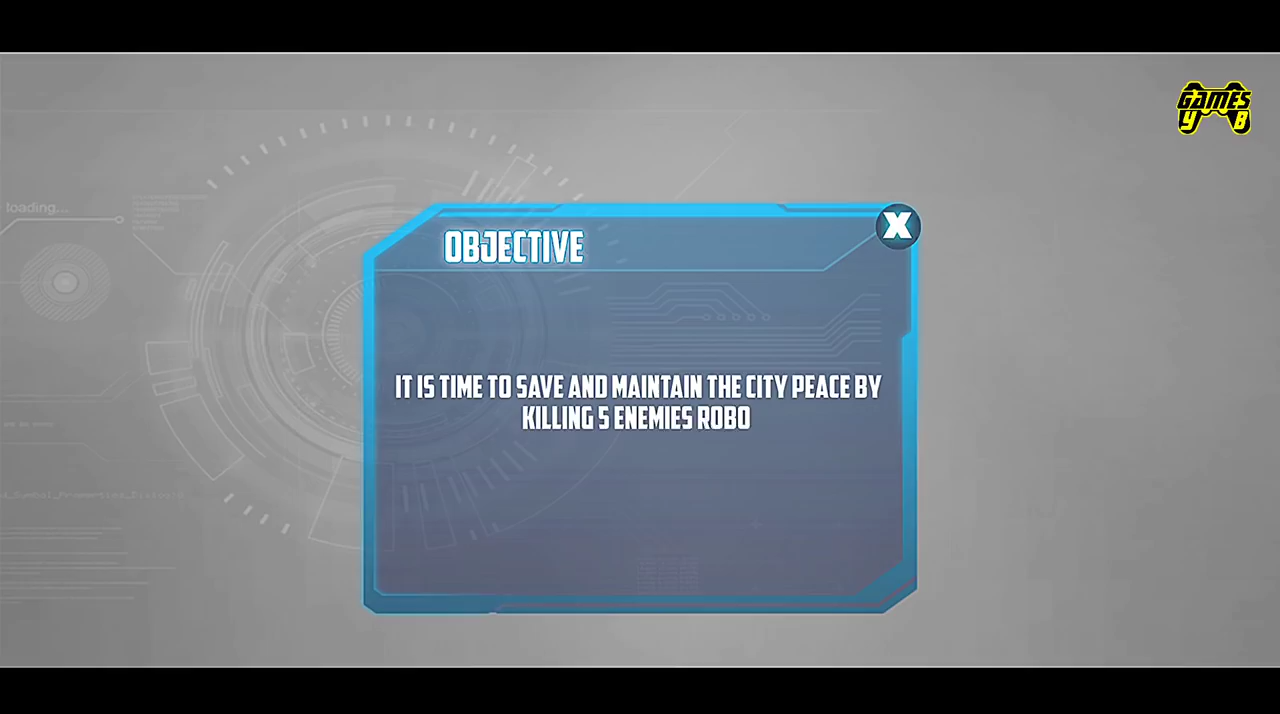 GAMES
Y B
loading...
OBJECTIVE
X
IT IS TIME TO SAVE AND MAINTAIN THE CITY PEACE BY
KILLING 5 ENEMIES ROBO